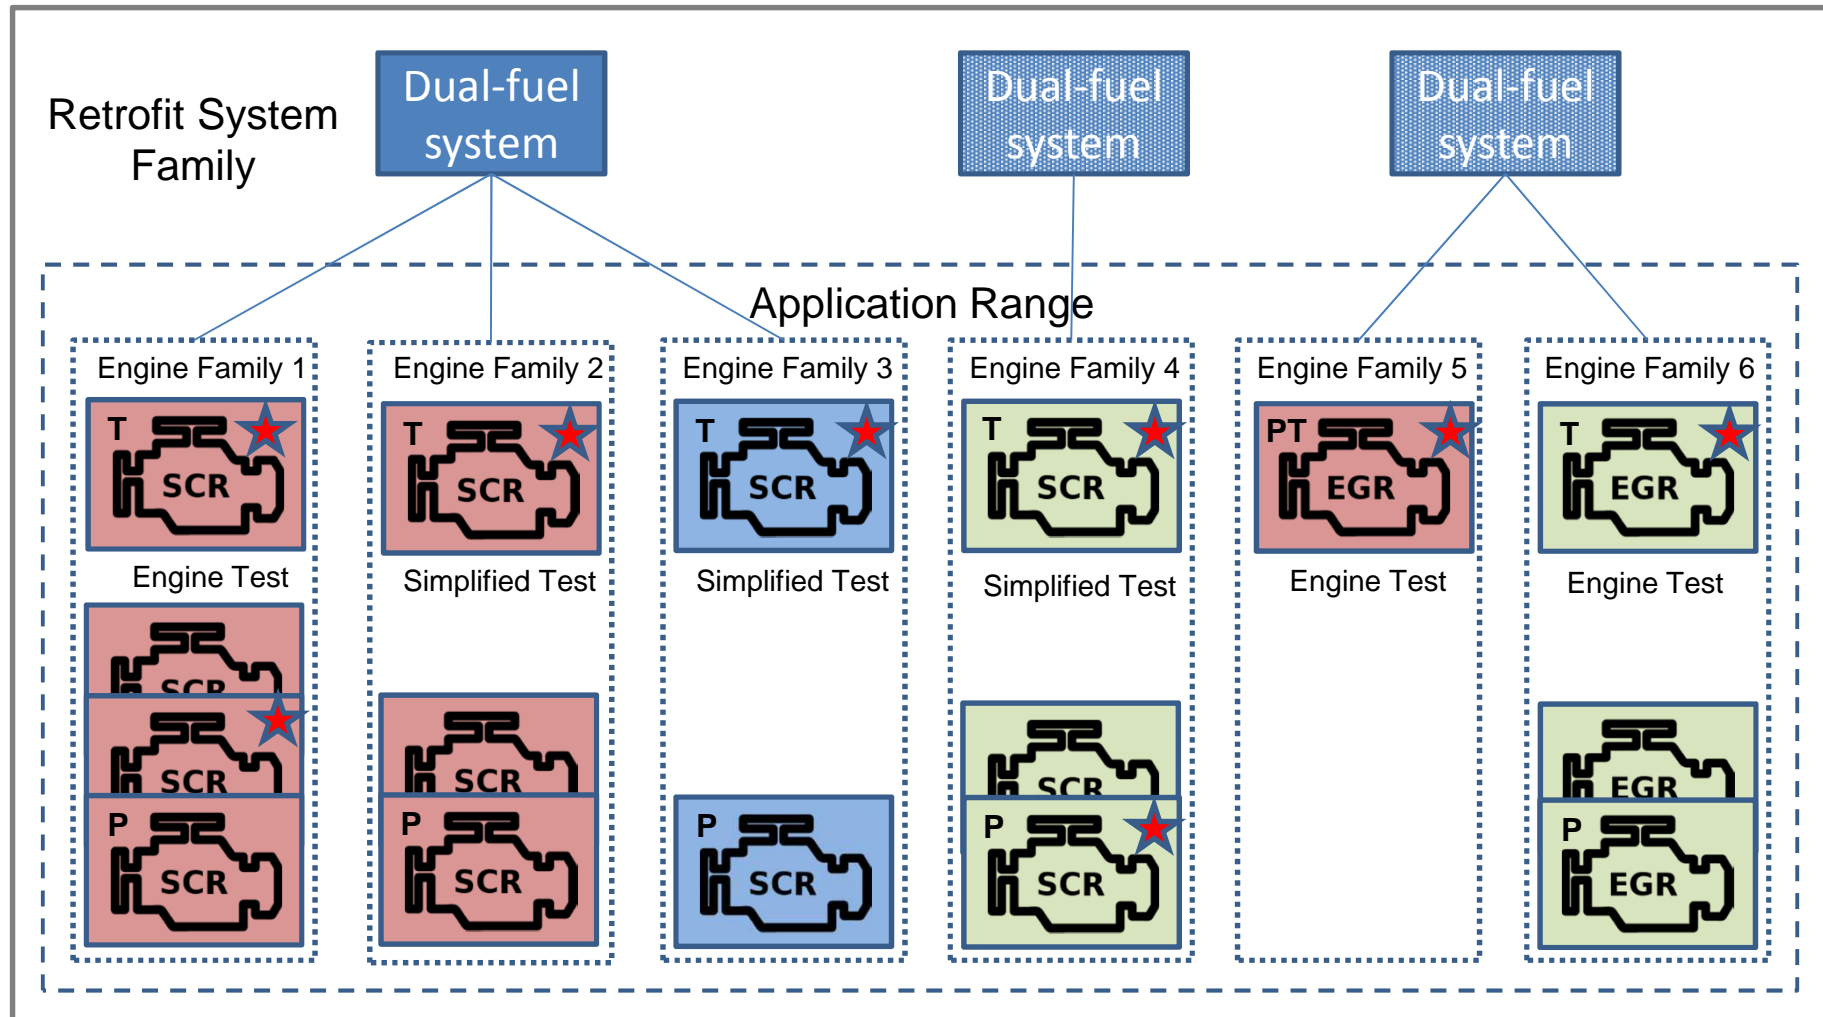 Retrofit System
Family
Dual-fuel
system
Dual-fuel
system
Dual-fuel
system
Application Range
Engine Family 1
T
SCR
Engine Test
SCR
SCR
P
SCR
Engine Family 2
T
SCR
Simplified Test
SCR
P
SCR
Engine Family 3
T
SCR
Simplified Test
P
SCR
Engine Family 4
T
SCR
Simplified Test
SCR
P
SCR
Engine Family 5
PT
EGR
Engine Test
Engine Family 6
T
EGR
Engine Test
EGR
P
EGR